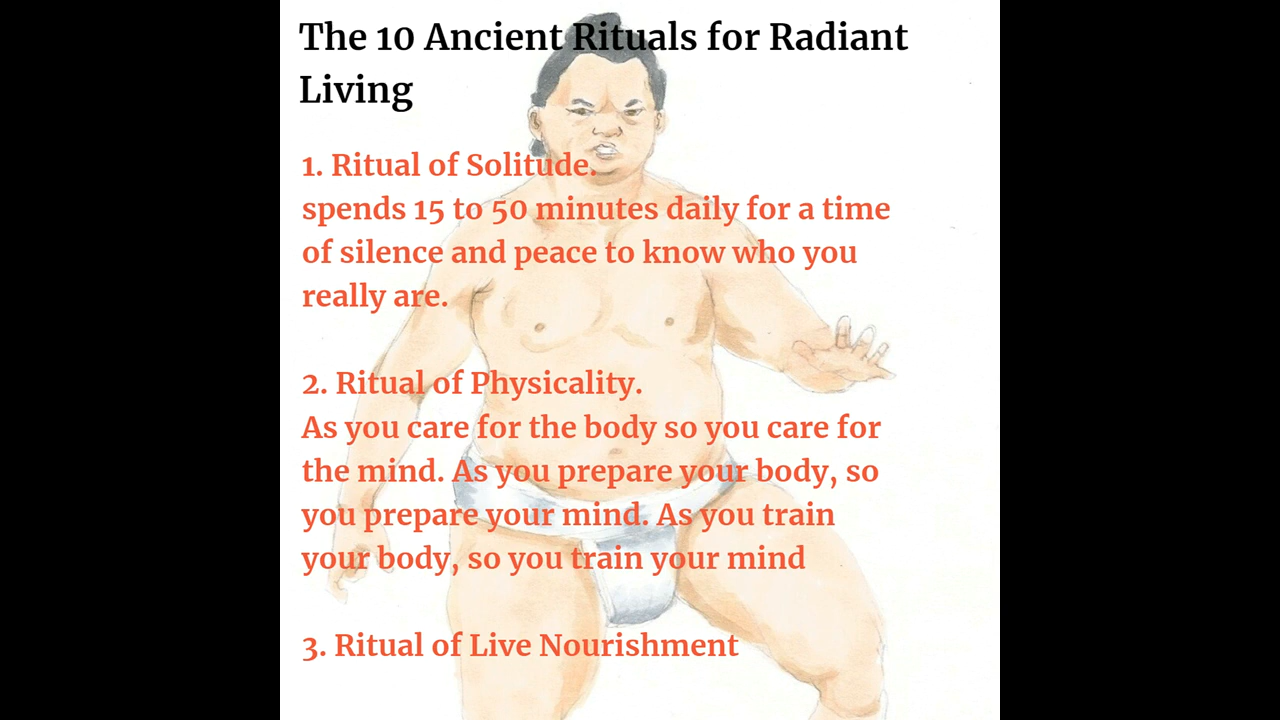 The 10 Ancient Rituals for Radiant
Living
1. Ritual of Solitude.
spends 15 to 50 minutes daily for a time
of silence and peace to know who you
really are.
2. Ritual of Physicality.
As you care for the body so you care for
the mind. As you prepare your body, so
you prepare your mind. As you train
your body, so you train your mind
3. Ritual of Live Nourishment